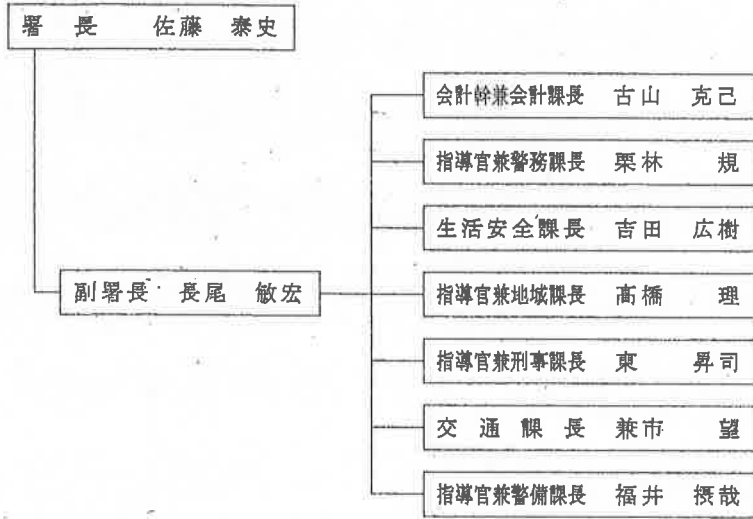 署長 佐藤 泰史
会計幹兼会計課長 古山 克己
指導官兼警務課長 栗林 規
生活安全課長 吉田 広樹
副署長 長尾 敏宏
指導官兼地域課長 高橋 理
指導官兼刑事課長 東 昇司
交通課長 兼市 望
指導官兼警備課長 福井 摂哉